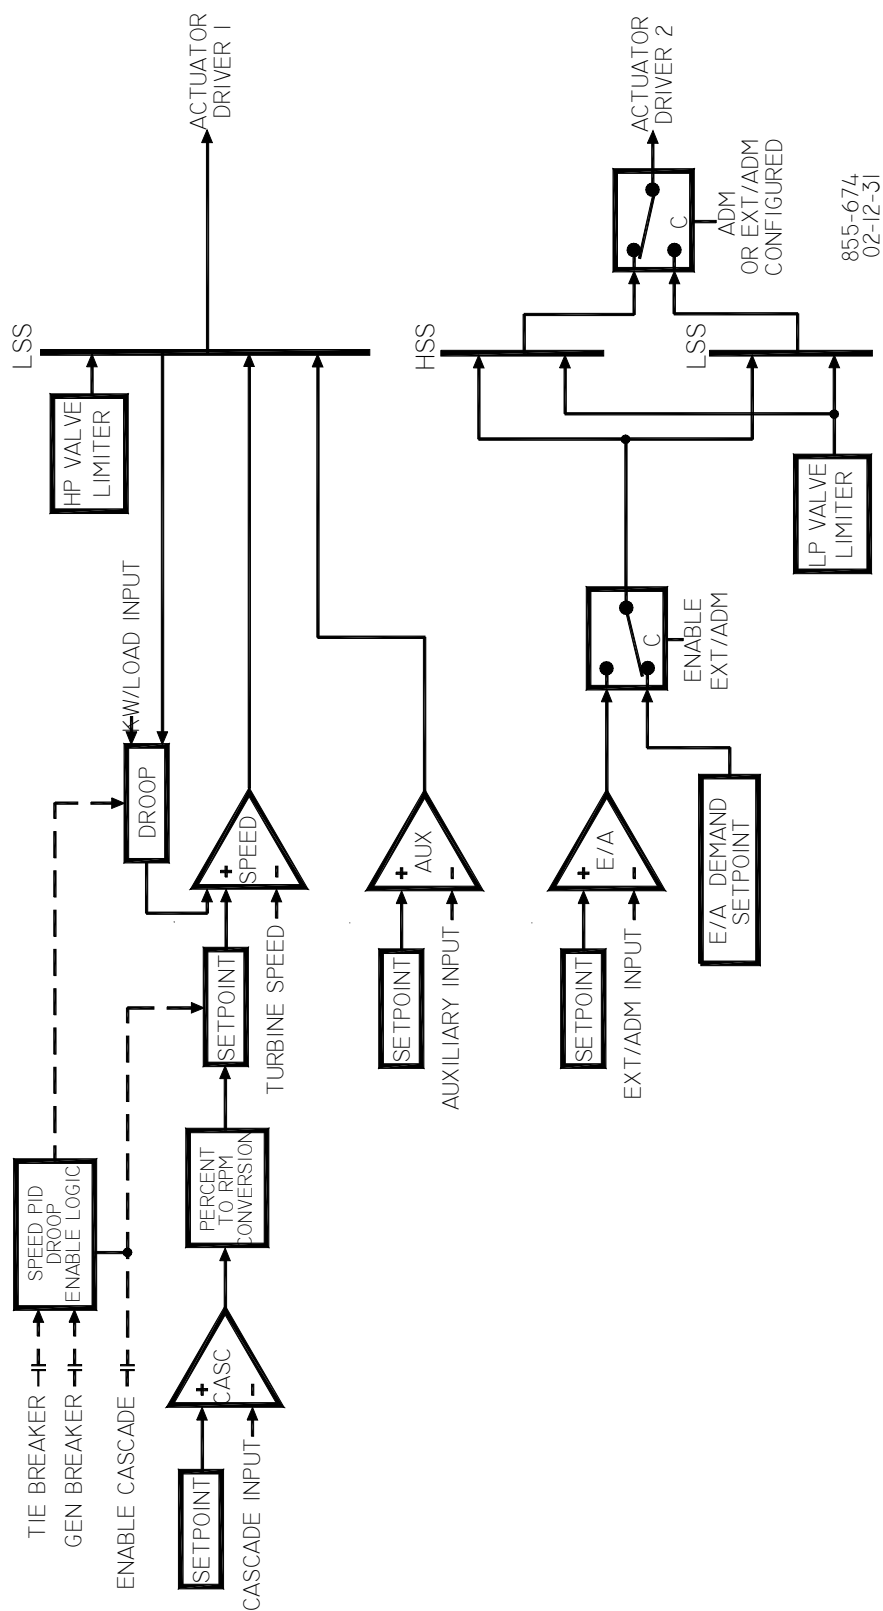 TIE BREAKER
GEN BREAKER
ENABLE CASCADE
SPEED PID
DROOP
ENABLE LOGIC
SETPOINT
CASCADE INPUT
+
CASC
-
PERCENT
TO RPM
CONVERSION
SETPOINT
TURBINE SPEED
DROOP
KW/LOAD INPUT
+
SPEED
-
HP VALVE
LIMITER
LSS
ACTUATOR
DRIVER 1
SETPOINT
AUXILIARY INPUT
+
AUX
-
SETPOINT
EXT/ADM INPUT
+
E/A
-
E/A DEMAND
SETPOINT
C
ENABLE
EXT/ADM
LP VALVE
LIMITER
HSS
LSS
C
ADM
OR EXT/ADM
CONFIGURED
ACTUATOR
DRIVER 2
855-674
02-12-31